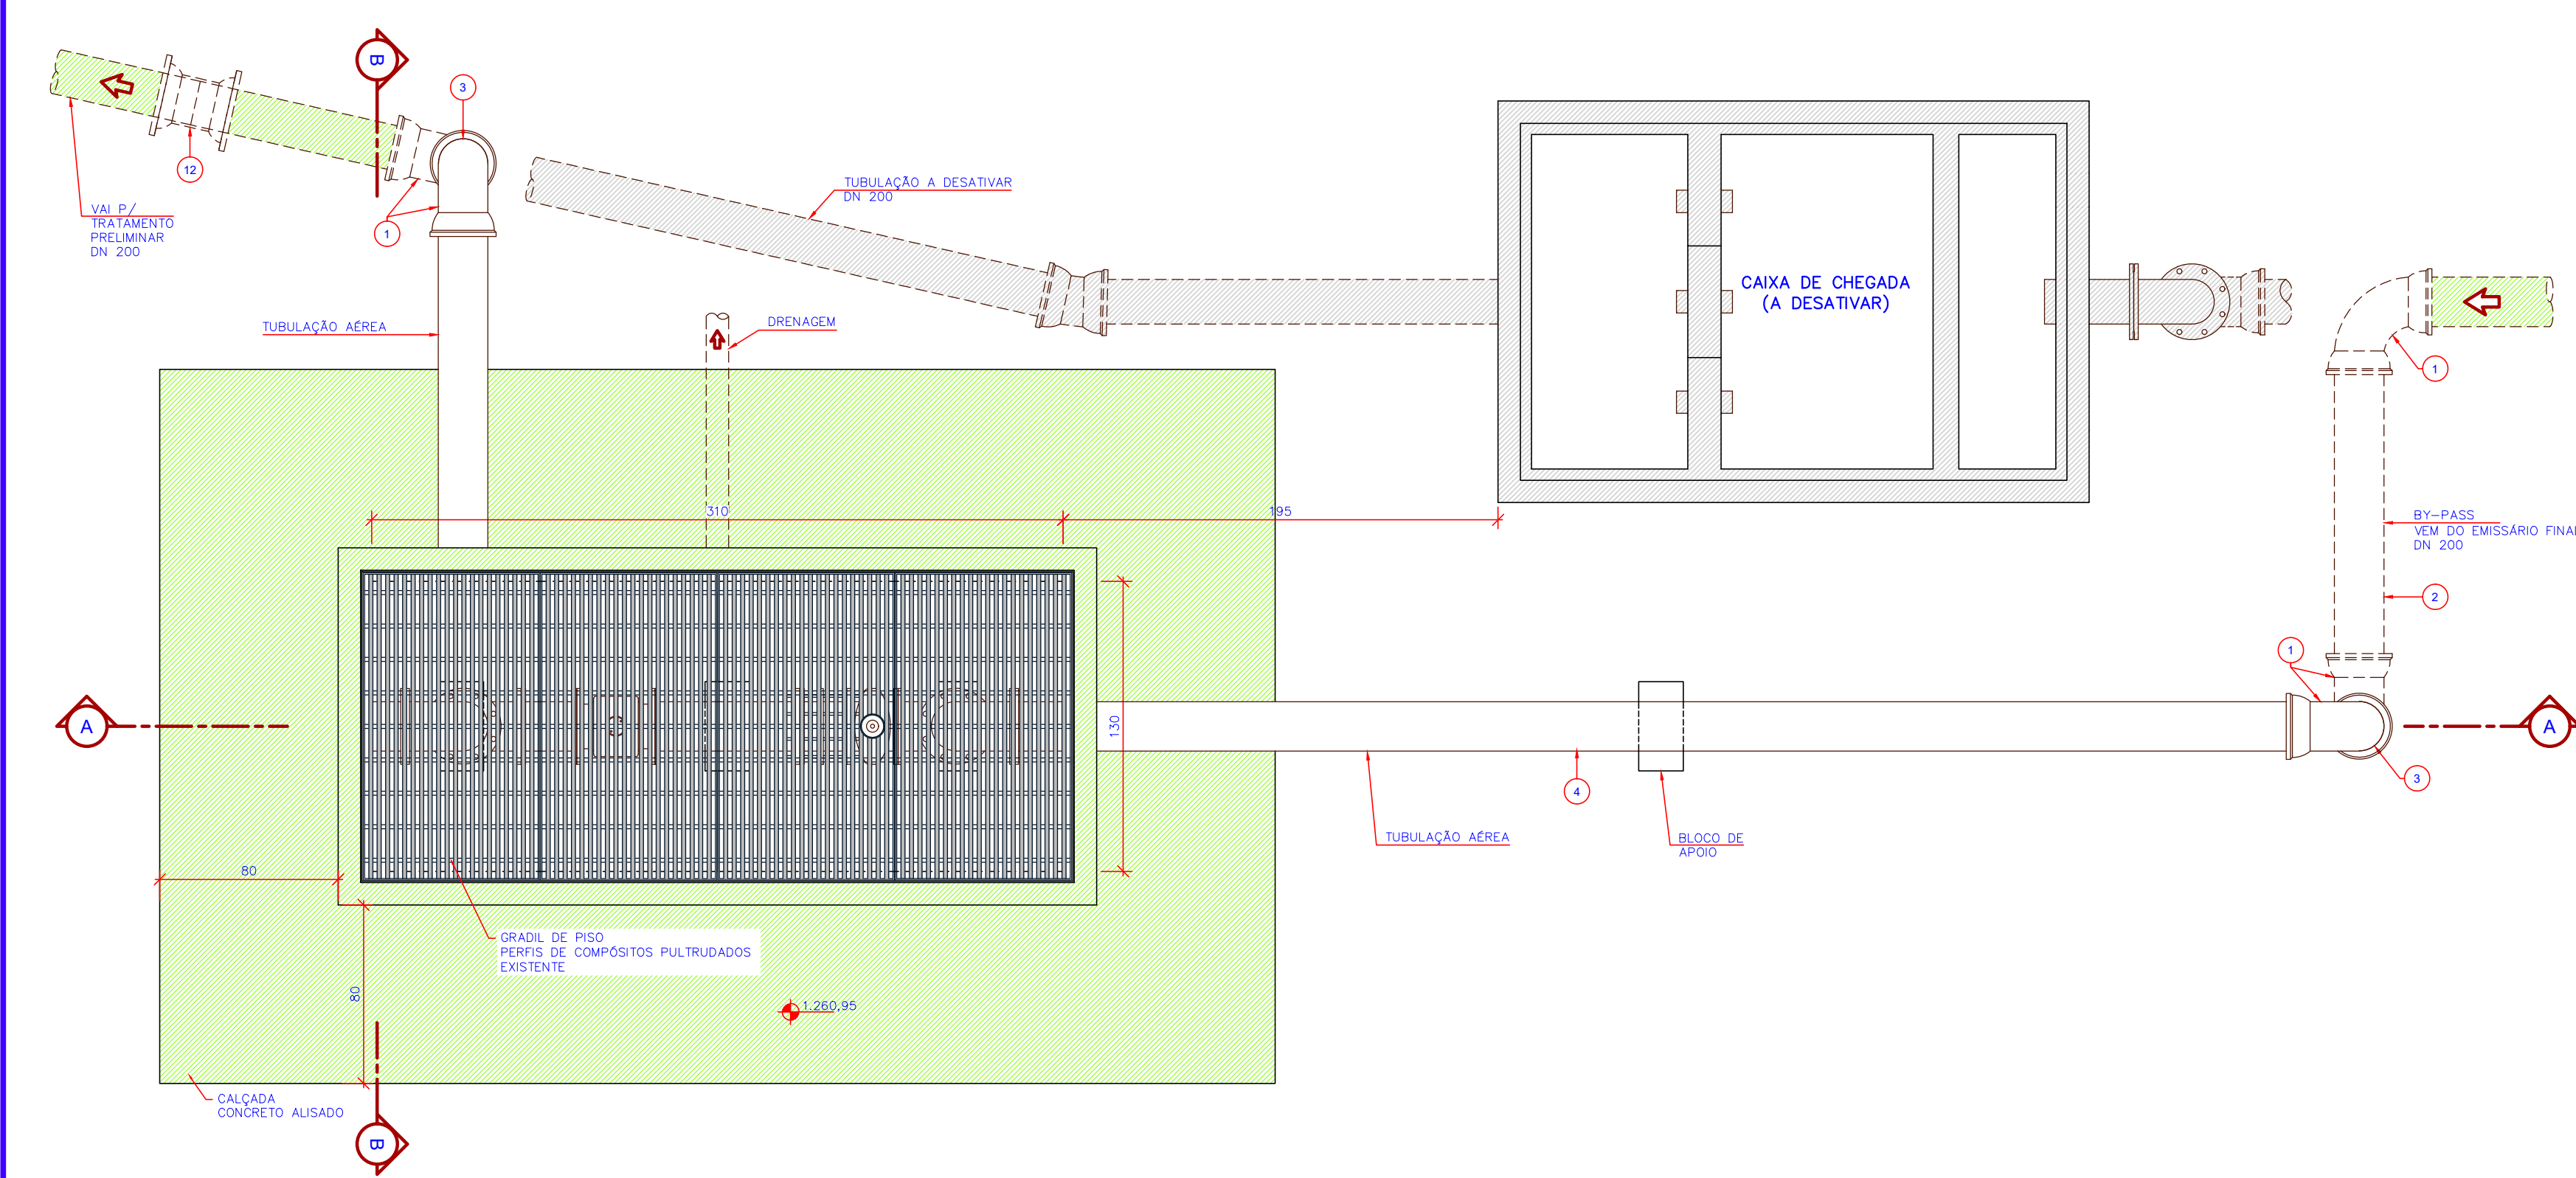 B
3
12
1
VAI P/
TRATAMENTO
PRELIMINAR
DN 200
TUBULAÇÃO A DESATIVAR
DN 200
CAIXA DE CHEGADA
(A DESATIVAR)
TUBULAÇÃO AÉREA
DRENAGEM
1
310
195
BY-PASS
VEM DO EMISSÁRIO FINAL
DN 200
2
1
A
130
A
3
4
TUBULAÇÃO AÉREA
BLOCO DE
APOIO
80
GRADIL DE PISO
PERFIS DE COMPÓSITOS PULTRUDADOS
EXISTENTE
80
1.260,95
CALÇADA
CONCRETO ALISADO
B